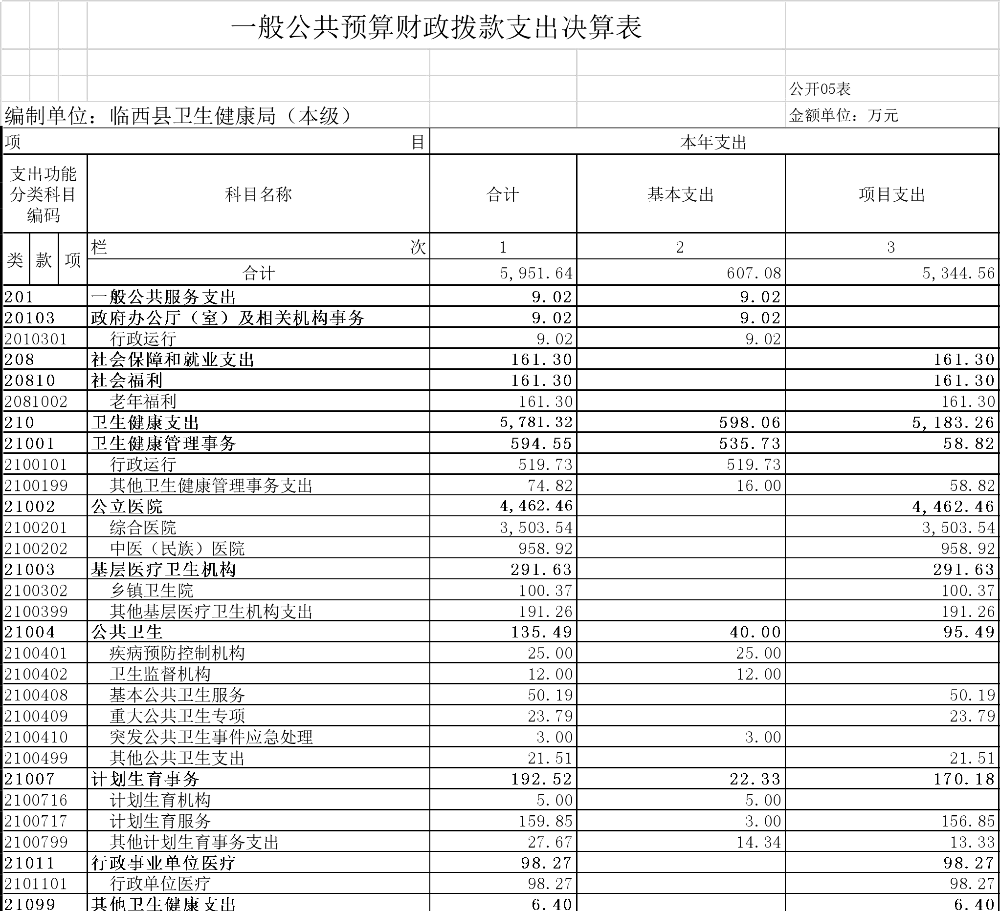 一般公共预算财政拨款支出决算表
公开05表
编制单位：临西县卫生健康局（本级）
金额单位：万元
项 目 本年支出
支出功能分类科目编码 科目名称 合计 基本支出 项目支出
类 款 项 栏 次 1 2 3
合计 5,951.64 607.08 5,344.56
201 一般公共服务支出 9.02 9.02
20103 政府办公厅（室）及相关机构事务 9.02 9.02
2010301 行政运行 9.02 9.02
208 社会保障和就业支出 161.30 161.30
20810 社会福利 161.30 161.30
2081002 老年福利 161.30 161.30
210 卫生健康支出 5,781.32 598.06 5,183.26
21001 卫生健康管理事务 594.55 535.73 58.82
2100101 行政运行 519.73 519.73
2100199 其他卫生健康管理事务支出 74.82 16.00 58.82
21002 公立医院 4,462.46 4,462.46
2100201 综合医院 3,503.54 3,503.54
2100202 中医（民族）医院 958.92 958.92
21003 基层医疗卫生机构 291.63 291.63
2100302 乡镇卫生院 100.37 100.37
2100399 其他基层医疗卫生机构支出 191.26 191.26
21004 公共卫生 135.49 40.00 95.49
2100401 疾病预防控制机构 25.00 25.00
2100402 卫生监督机构 12.00 12.00
2100408 基本公共卫生服务 50.19 50.19
2100409 重大公共卫生专项 23.79 23.79
2100410 突发公共卫生事件应急处理 3.00 3.00
2100499 其他公共卫生支出 21.51 21.51
21007 计划生育事务 192.52 22.33 170.18
2100716 计划生育机构 5.00 5.00
2100717 计划生育服务 159.85 3.00 156.85
2100799 其他计划生育事务支出 27.67 14.34 13.33
21011 行政事业单位医疗 98.27 98.27
2101101 行政单位医疗 98.27 98.27
21099 其他卫生健康支出 6.40 6.40